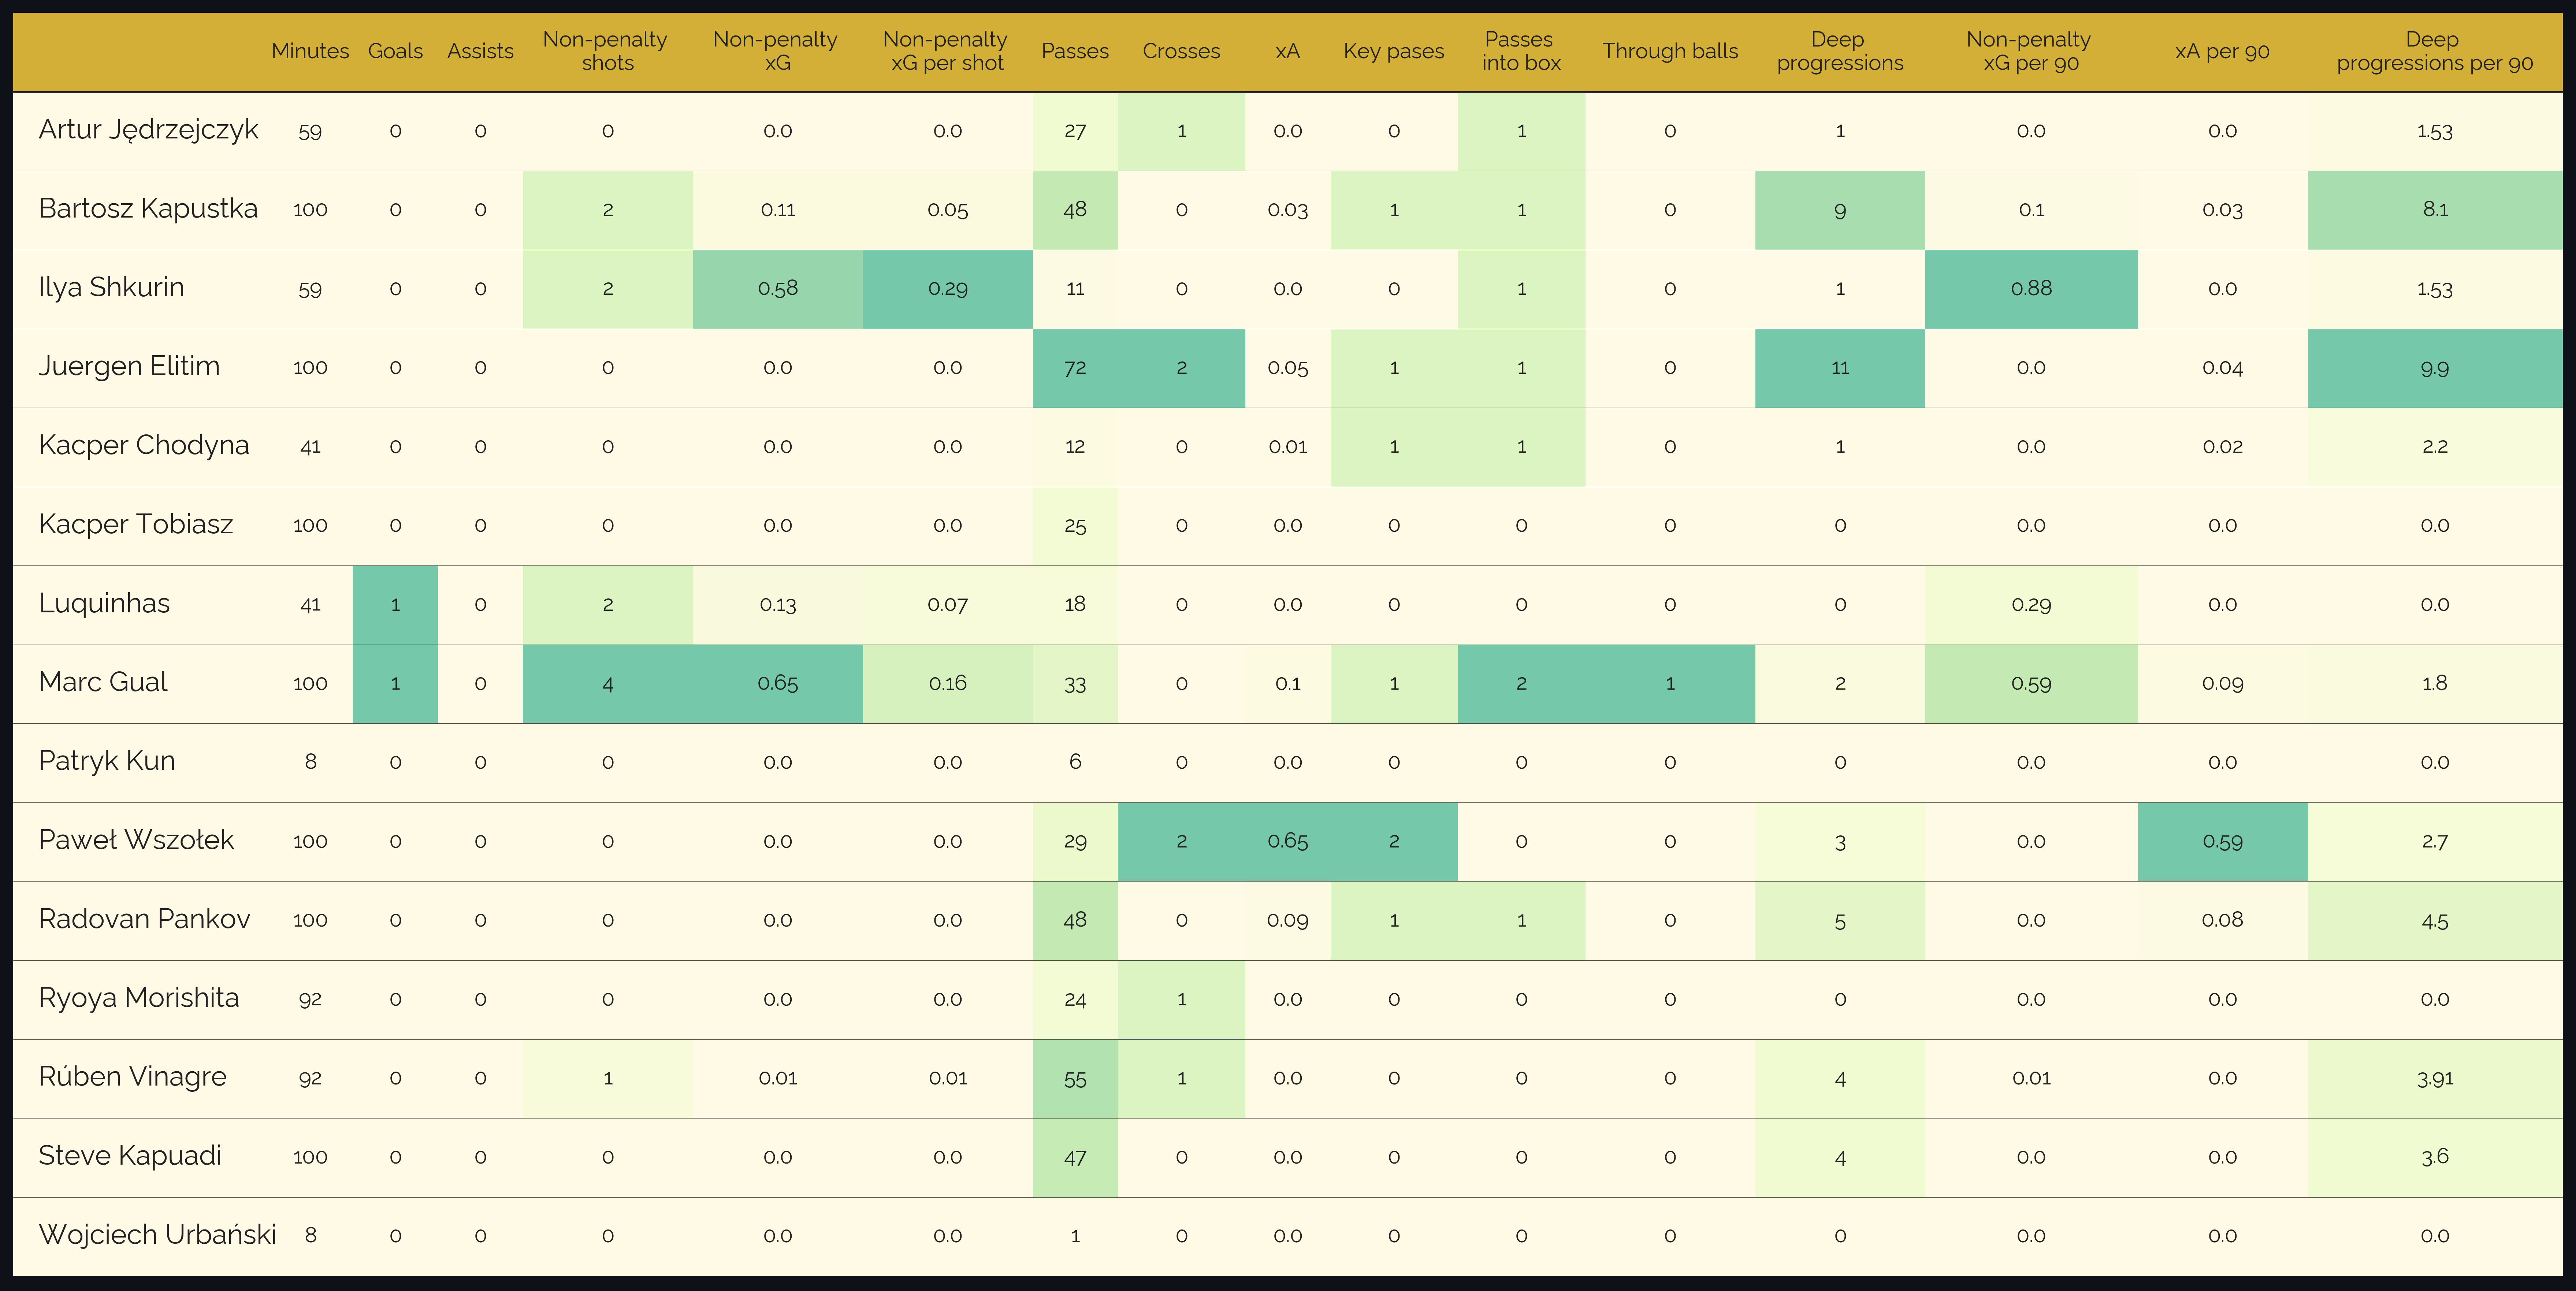 Minutes Goals Assists Non-penalty shots Non-penalty xG Non-penalty xG per shot Passes Crosses xA Key pases Passes into box Through balls Deep progressions Non-penalty xG per 90 xA per 90 Deep progressions per 90
Artur Jędrzejczyk 59 0 0 0 0.0 0.0 27 1 0.0 0 1 0 1 0.0 0.0 1.53
Bartosz Kapustka 100 0 0 2 0.11 0.05 48 0 0.03 1 1 0 9 0.1 0.03 8.1
Ilya Shkurin 59 0 0 2 0.58 0.29 11 0 0.0 0 1 0 1 0.88 0.0 1.53
Juergen Elitim 100 0 0 0 0.0 0.0 72 2 0.05 1 1 0 11 0.0 0.04 9.9
Kacper Chodyna 41 0 0 0 0.0 0.0 12 0 0.01 1 1 0 1 0.0 0.02 2.2
Kacper Tobiasz 100 0 0 0 0.0 0.0 25 0 0.0 0 0 0 0 0.0 0.0 0.0
Luquinhas 41 1 0 2 0.13 0.07 18 0 0.0 0 0 0 0 0.29 0.0 0.0
Marc Gual 100 1 0 4 0.65 0.16 33 0 0.1 1 2 1 2 0.59 0.09 1.8
Patryk Kun 8 0 0 0 0.0 0.0 6 0 0.0 0 0 0 0 0.0 0.0 0.0
Paweł Wszołek 100 0 0 0 0.0 0.0 29 2 0.65 2 0 0 3 0.0 0.59 2.7
Radovan Pankov 100 0 0 0 0.0 0.0 48 0 0.09 1 1 0 5 0.0 0.08 4.5
Ryoya Morishita 92 0 0 0 0.0 0.0 24 1 0.0 0 0 0 0 0.0 0.0 0.0
Rúben Vinagre 92 0 0 1 0.01 0.01 55 1 0.0 0 0 0 4 0.01 0.0 3.91
Steve Kapuadi 100 0 0 0 0.0 0.0 47 0 0.0 0 0 0 4 0.0 0.0 3.6
Wojciech Urbański 8 0 0 0 0.0 0.0 1 0 0.0 0 0 0 0 0.0 0.0 0.0